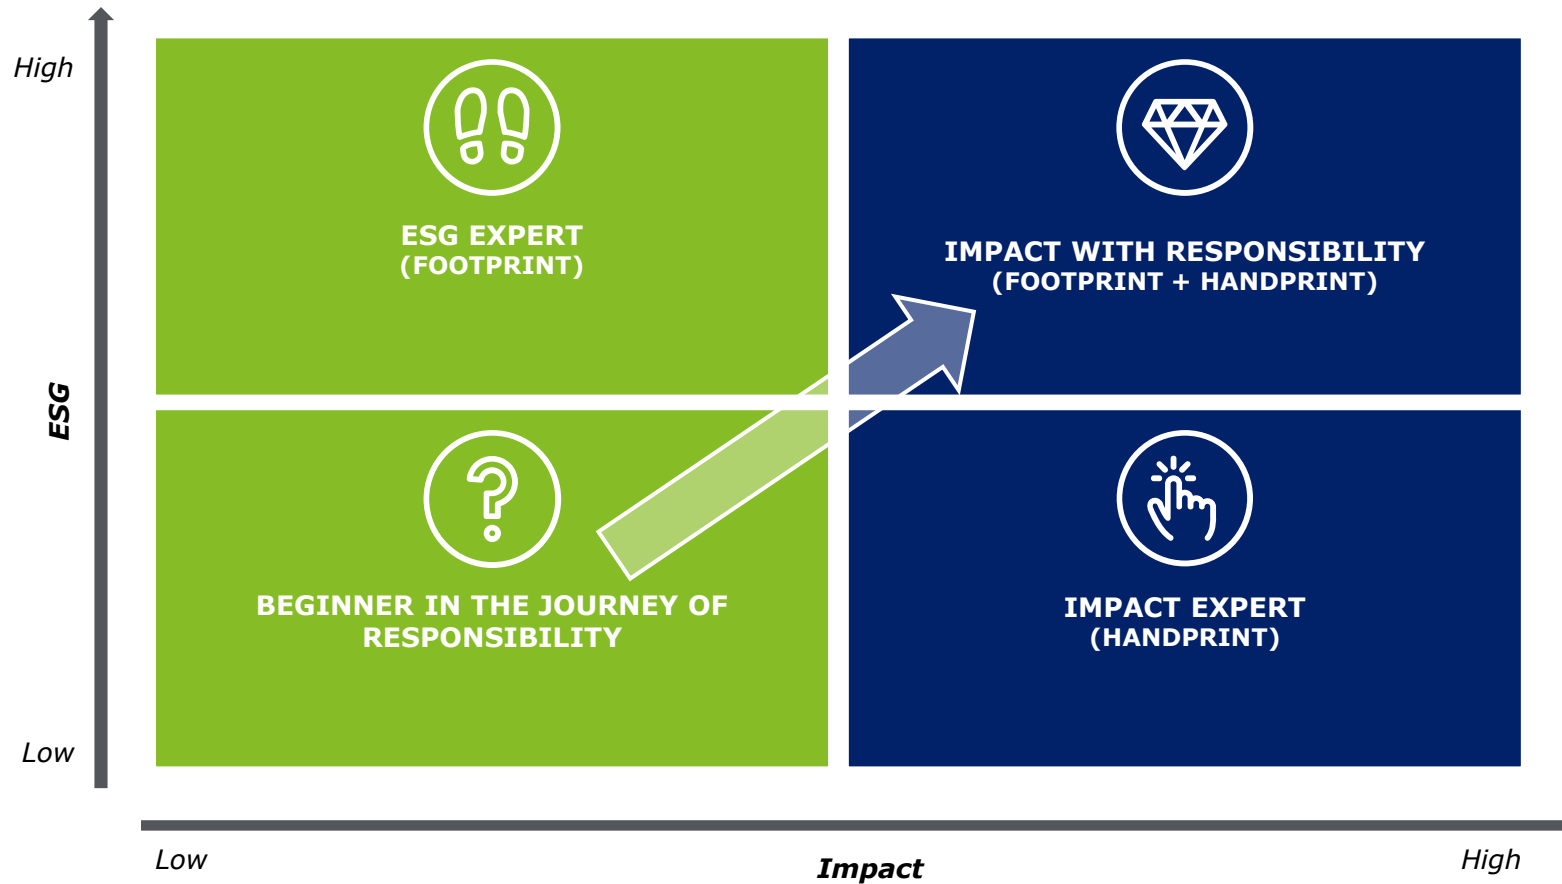 High
ESG EXPERT
(FOOTPRINT)
IMPACT WITH RESPONSIBILITY
(FOOTPRINT + HANDPRINT)
ESG
BEGINNER IN THE JOURNEY OF
RESPONSIBILITY
IMPACT EXPERT
(HANDPRINT)
Low
Low
Impact
High